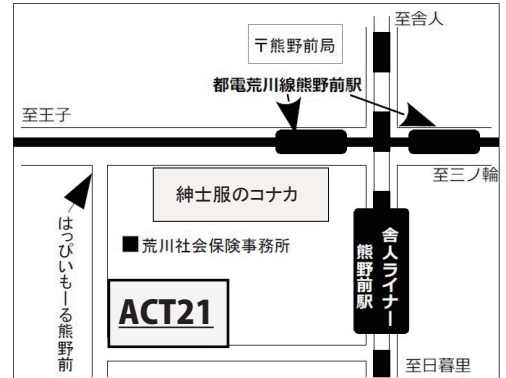 至舎人
〒熊野前局
都電荒川線熊野前駅
至王子
至三ノ輪
紳士服のコナカ
はっぴいもーる熊野前
■荒川社会保険事務所
舎人ライナー
熊野前駅
ACT21
至日暮里